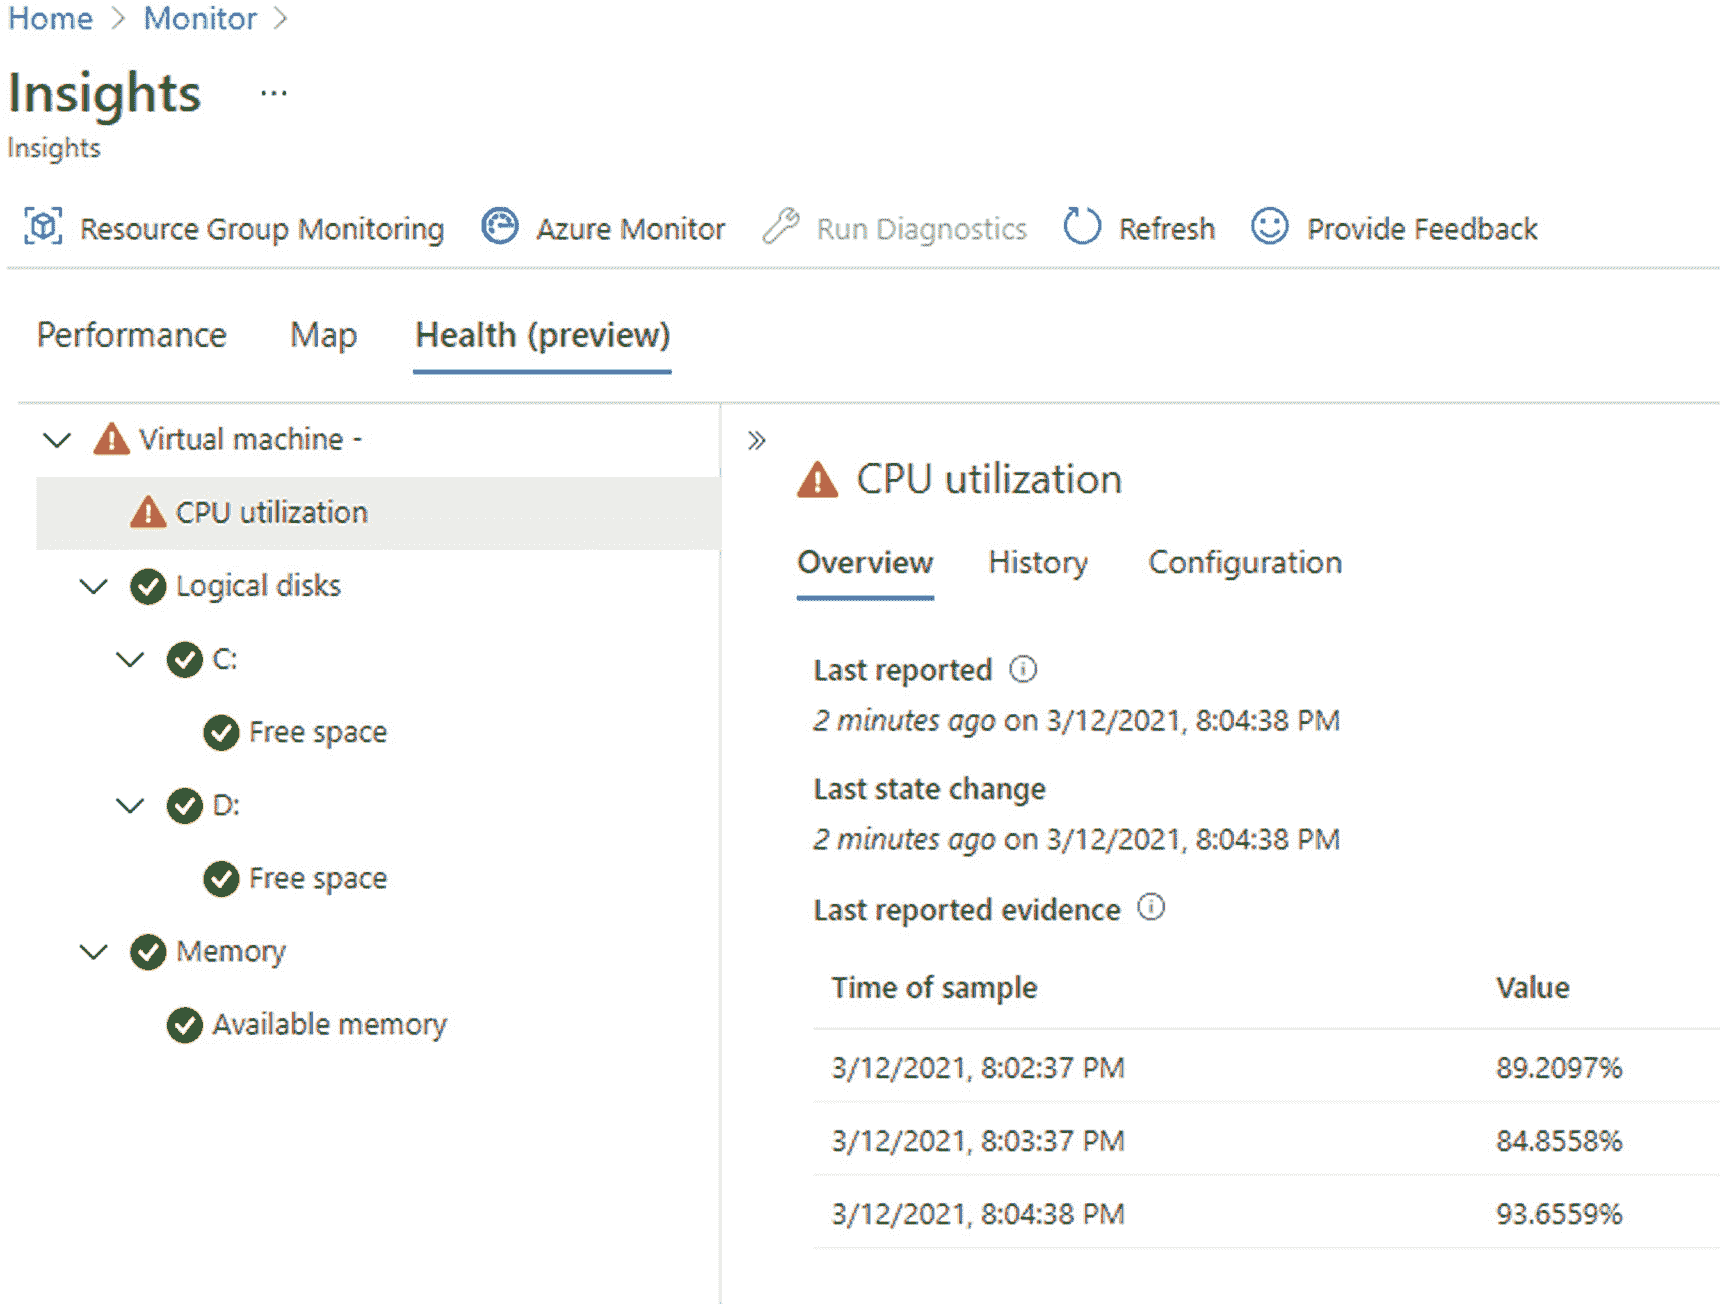 Home > Monitor >
Insights ...
Insights
Resource Group Monitoring Azure Monitor Run Diagnostics Refresh Provide Feedback
Performance Map Health (preview)
Virtual machine -
CPU utilization
Logical disks
C:
Free space
D:
Free space
Memory
Available memory
CPU utilization
Overview History Configuration
Last reported
2 minutes ago on 3/12/2021, 8:04:38 PM
Last state change
2 minutes ago on 3/12/2021, 8:04:38 PM
Last reported evidence
Time of sample Value
3/12/2021, 8:02:37 PM 89.2097%
3/12/2021, 8:03:37 PM 84.8558%
3/12/2021, 8:04:38 PM 93.6559%